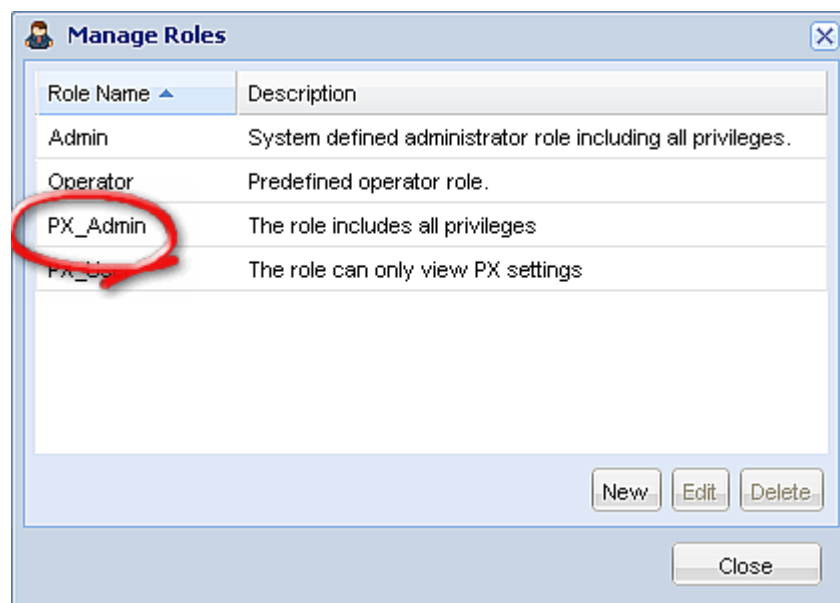 Manage Roles
Role Name Description
Admin System defined administrator role including all privileges.
Operator Predefined operator role.
PX_Admin The role includes all privileges
The role can only view PX settings
New Edit Delete
Close